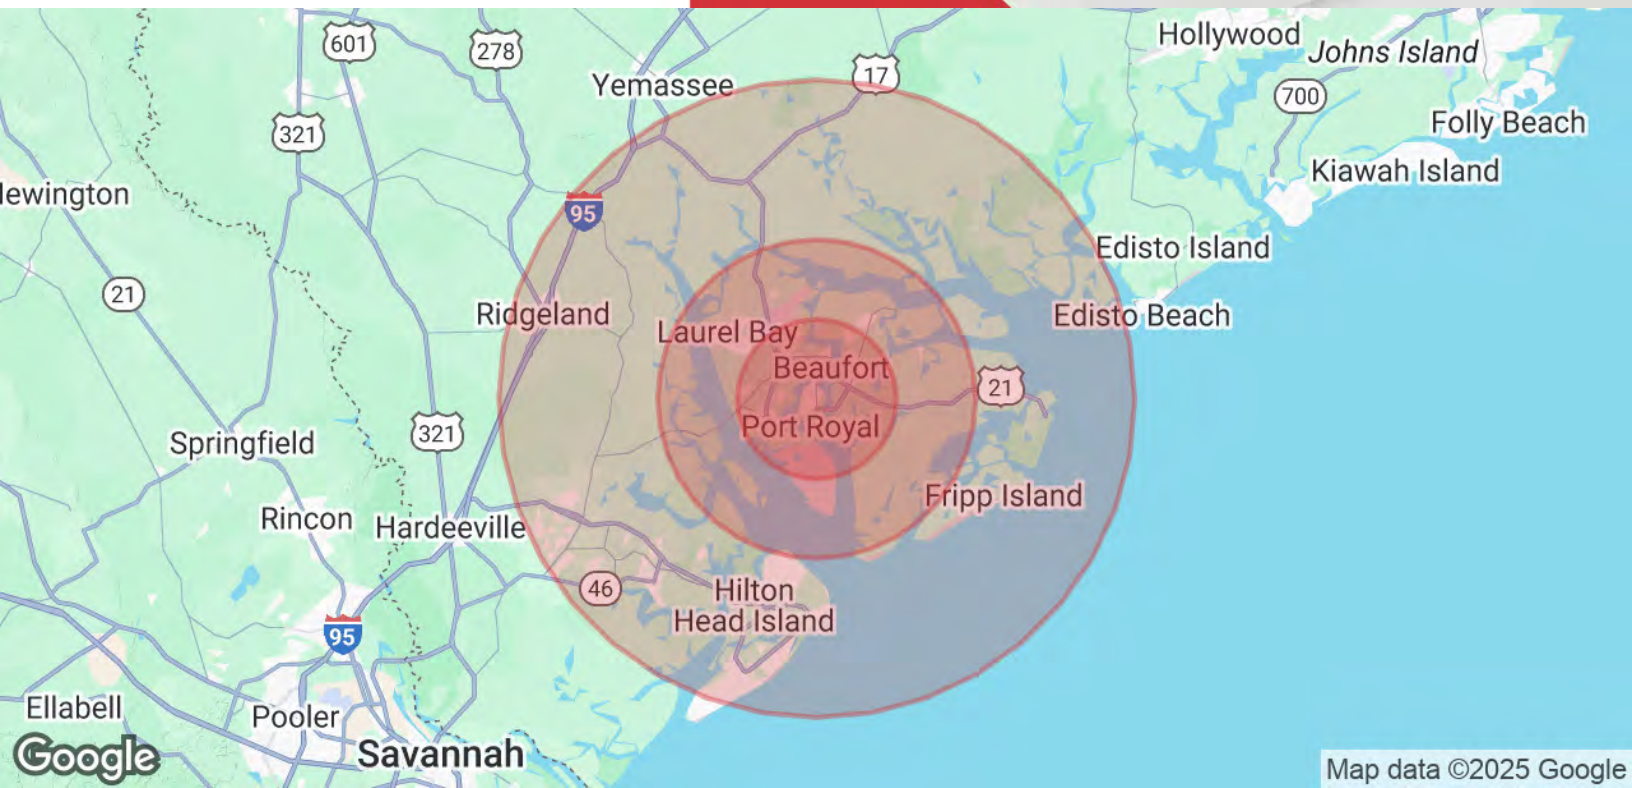 601
278
Hollywood
Johns Island
17
Yemassee
700
321
Folly Beach
Kiawah Island
ewington
95
Edisto Island
21
Ridgeland
Laurel Bay
Edisto Beach
Beaufort
21
Port Royal
321
Springfield
Fripp Island
Rincon
Hardeeville
46
Hilton
Head Island
95
Ellabell
Pooler
Savannah
Google
Map data ©2025 Google